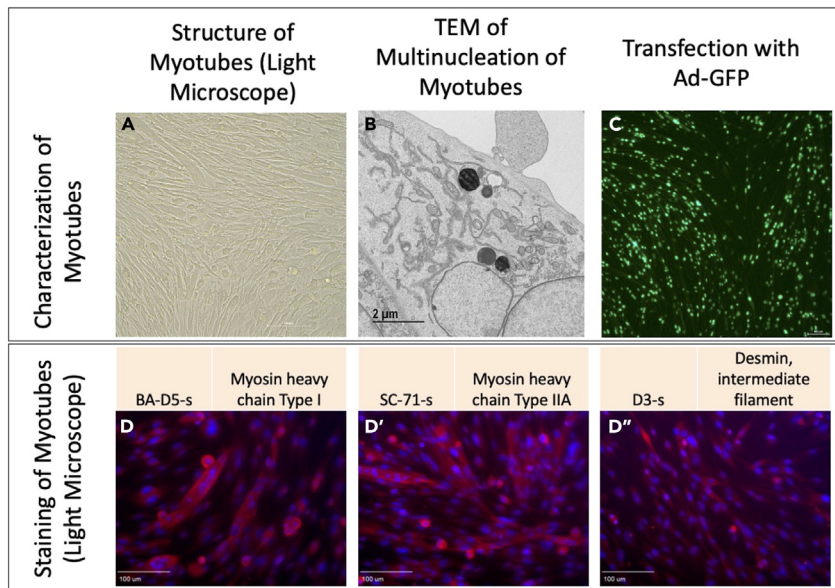 Structure of
Myotubes (Light
Microscope)
TEM of
Multinucleation of
Myotubes
Transfection with
Ad-GFP
Characterization of
Myotubes
A
B
2 µm
C
Staining of Myotubes
(Light Microscope)
BA-D5-s
Myosin heavy
chain Type I
SC-71-s
Myosin heavy
chain Type IIA
D3-s
Desmin,
intermediate
filament
D
100 um
D'
100 um
D"
100 um